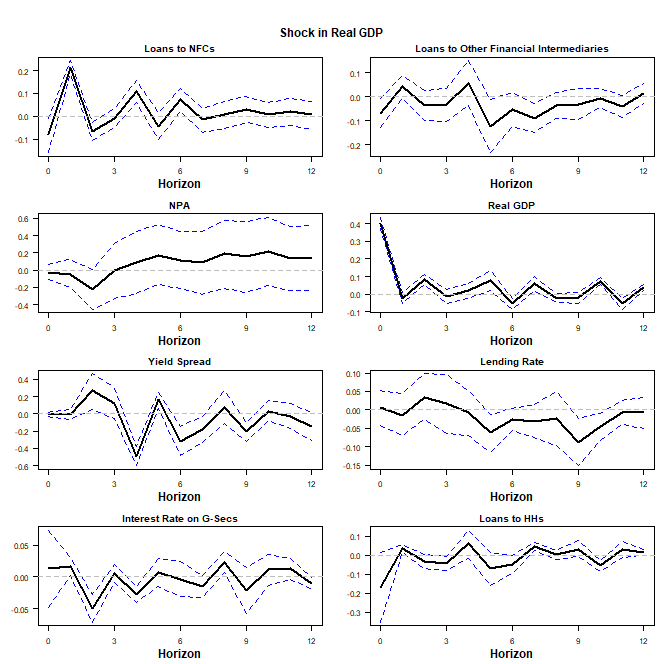 Shock in Real GDP
Loans to NFCs
0.2
0.1
0.0
-0.1
0 3 6 9 12
Horizon
Loans to Other Financial Intermediaries
0.1
0.0
-0.1
-0.2
0 3 6 9 12
Horizon
NPA
0.6
0.4
0.2
0.0
-0.2
-0.4
0 3 6 9 12
Horizon
Real GDP
0.4
0.3
0.2
0.1
0.0
-0.1
0 3 6 9 12
Horizon
Yield Spread
0.4
0.2
0.0
-0.2
-0.4
-0.6
0 3 6 9 12
Horizon
Lending Rate
0.10
0.05
0.00
-0.05
-0.10
-0.15
0 3 6 9 12
Horizon
Interest Rate on G-Secs
0.05
0.00
-0.05
0 3 6 9 12
Horizon
Loans to HHs
0.1
0.0
-0.1
-0.2
-0.3
0 3 6 9 12
Horizon